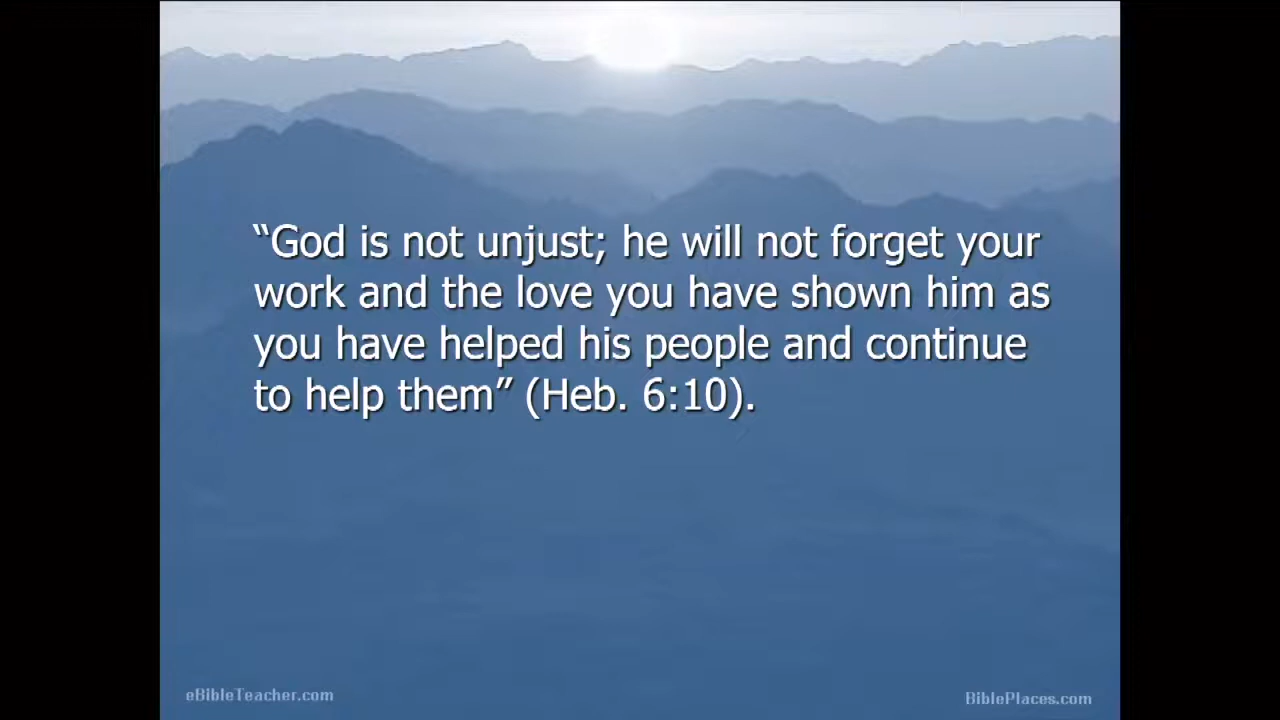 “God is not unjust; he will not forget your
work and the love you have shown him as
you have helped his people and continue
to help them” (Heb. 6:10).
eBibleTeacher.com
BiblePlaces.com